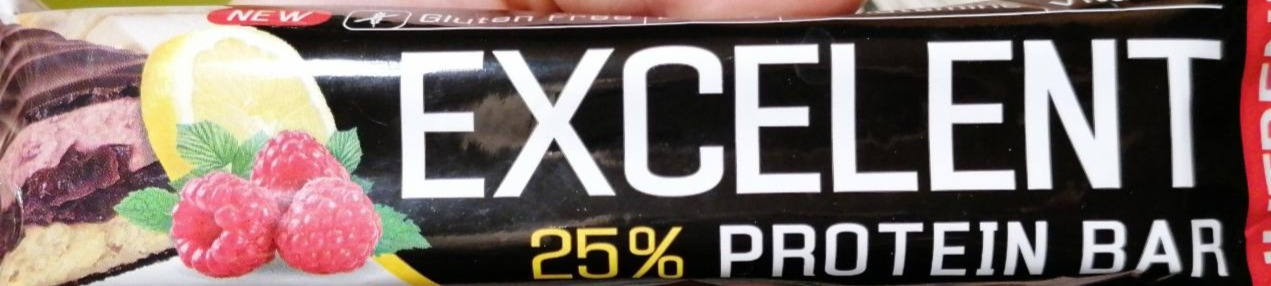 NEW
Gluten Free
EXCELENT
25% PROTEIN BAR